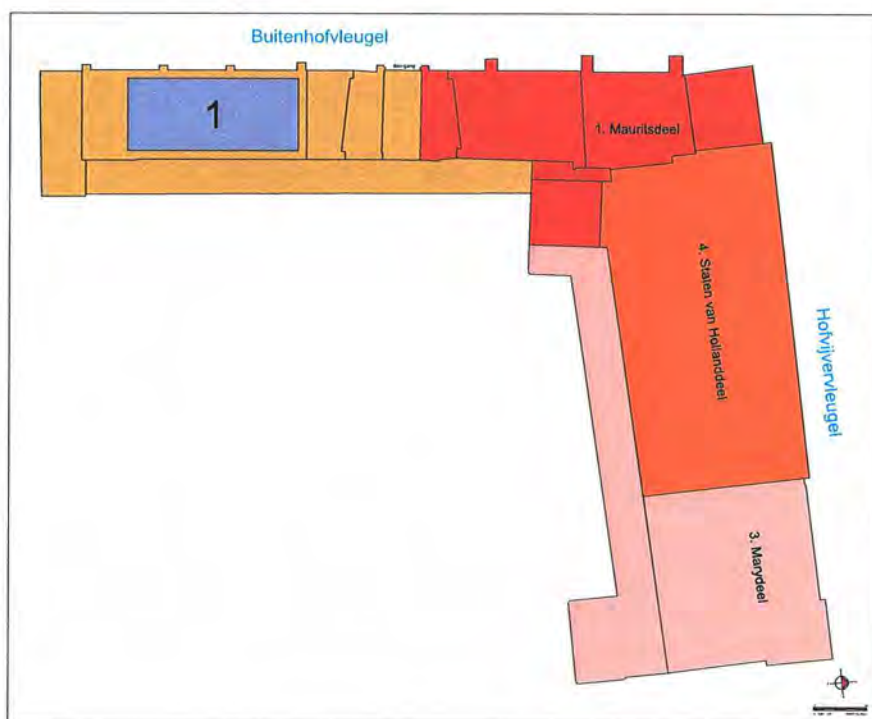 Buitenhofvleugel
1
1. Mauritsdeel
4. Staten van Hollanddeel
Hofvijvervleugel
3. Marydeel